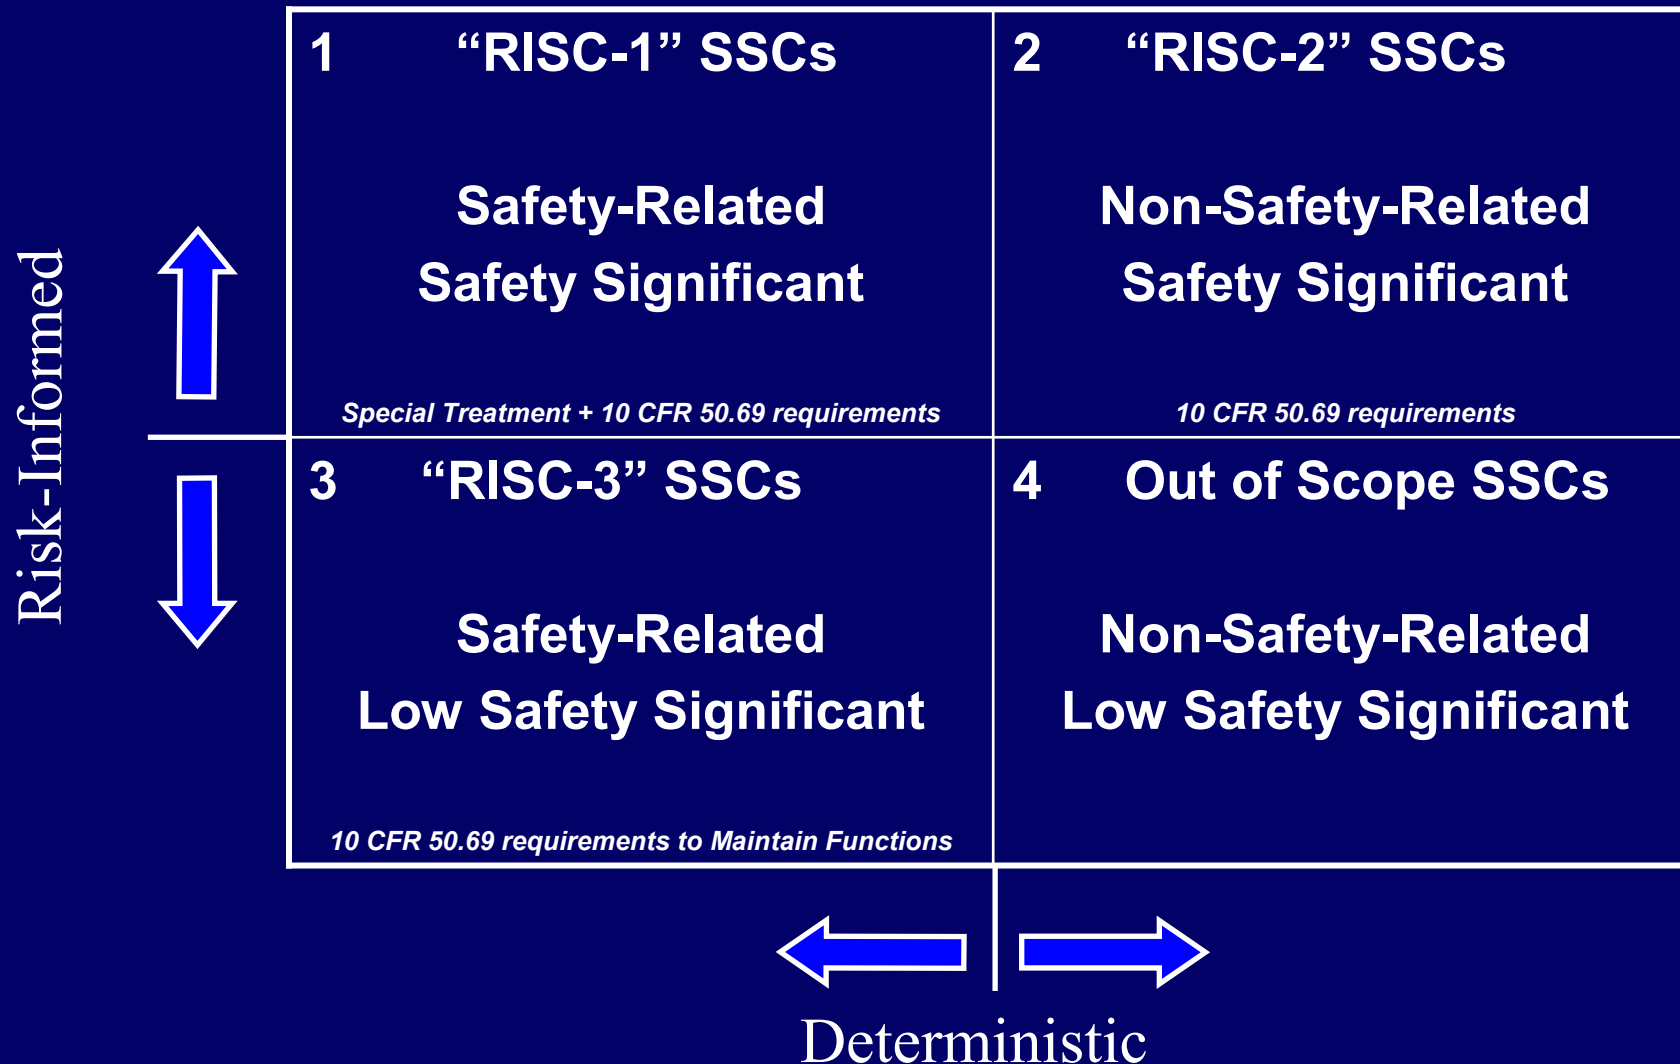 1 “RISC-1” SSCs
Safety-Related
Safety Significant
Special Treatment + 10 CFR 50.69 requirements
2 “RISC-2” SSCs
Non-Safety-Related
Safety Significant
10 CFR 50.69 requirements
Risk-Informed
3 “RISC-3” SSCs
Safety-Related
Low Safety Significant
10 CFR 50.69 requirements to Maintain Functions
4 Out of Scope SSCs
Non-Safety-Related
Low Safety Significant
Deterministic